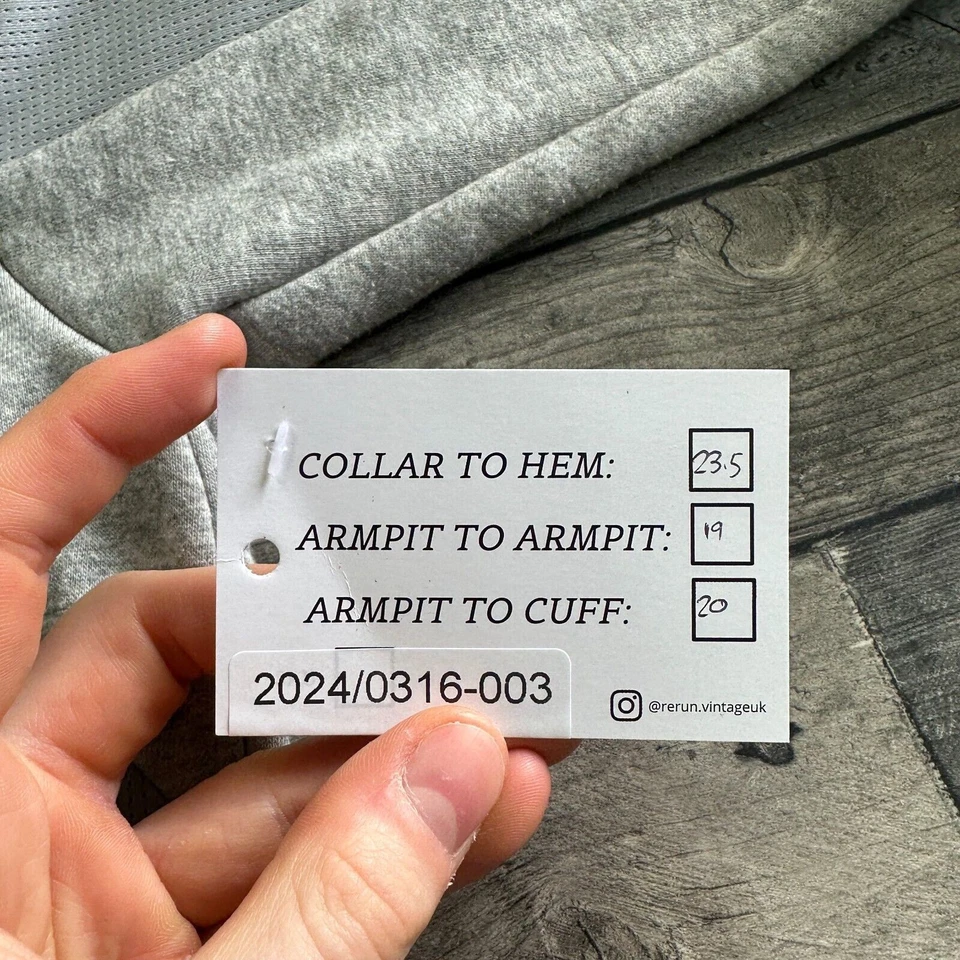 COLLAR TO HEM: 23.5
ARMPIT TO ARMPIT: 19
ARMPIT TO CUFF: 20
2024/0316-003
@rerun.vintageuk